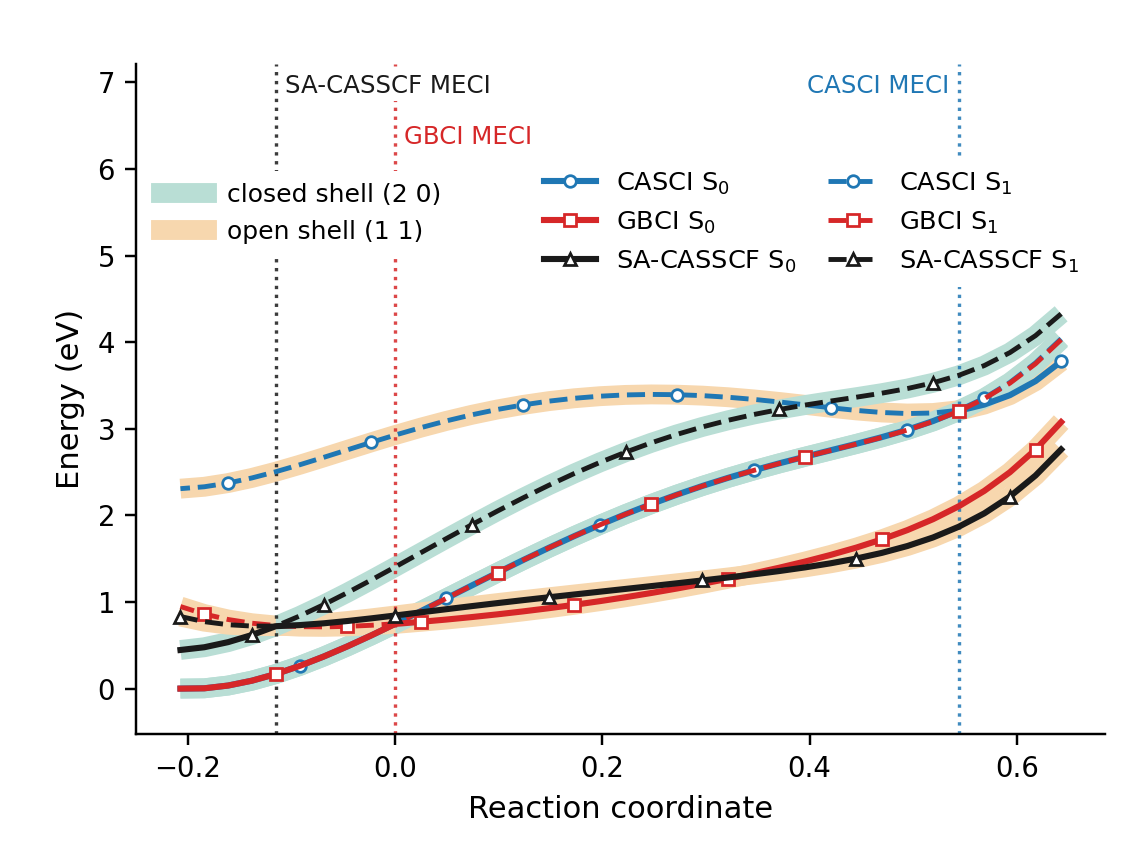 SA-CASSCF MECI
CASCI MECI
GBCI MECI
closed shell (2 0)
open shell (1 1)
CASCI S₀
GBCI S₀
SA-CASSCF S₀
CASCI S₁
GBCI S₁
SA-CASSCF S₁
Energy (eV)
7
6
5
4
3
2
1
0
−0.2
0.0
0.2
0.4
0.6
Reaction coordinate